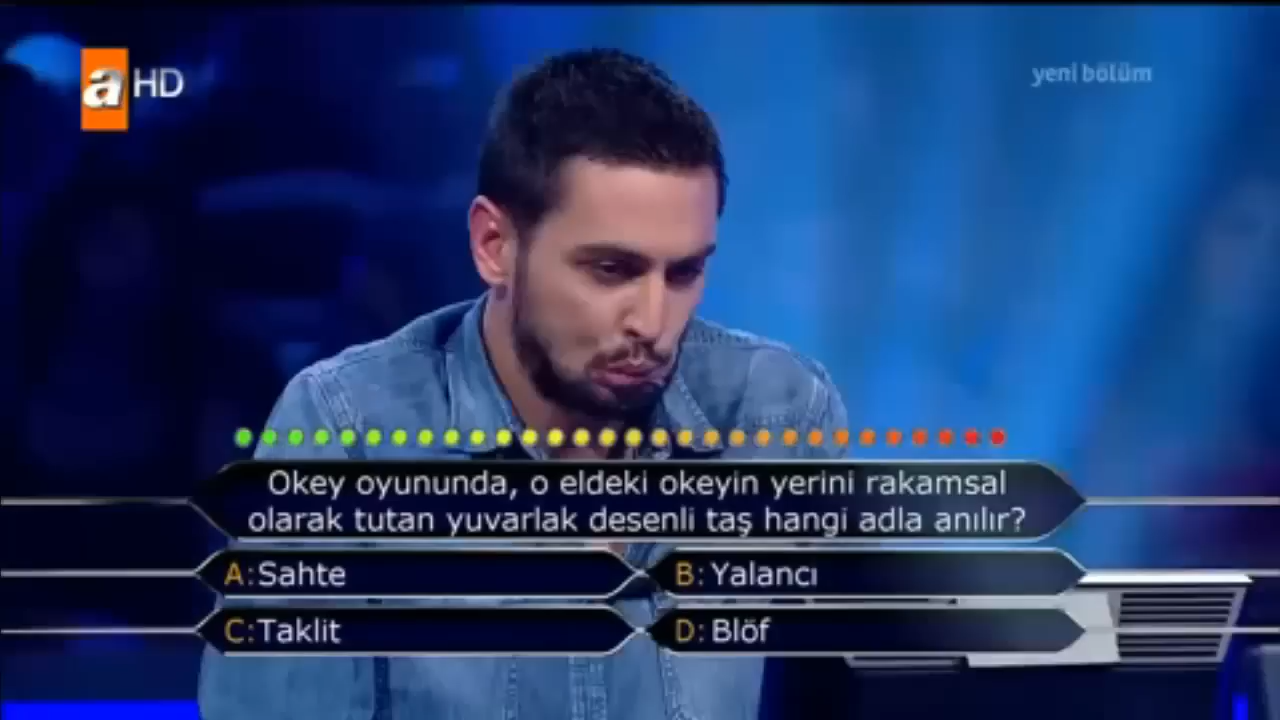 a HD
yeni bölüm
Okey oyununda, o eldeki okeyin yerini rakamsal
olarak tutan yuvarlak desenli taş hangi adla anılır?
A:Sahte
B:Yalancı
C:Taklit
D:Blöf